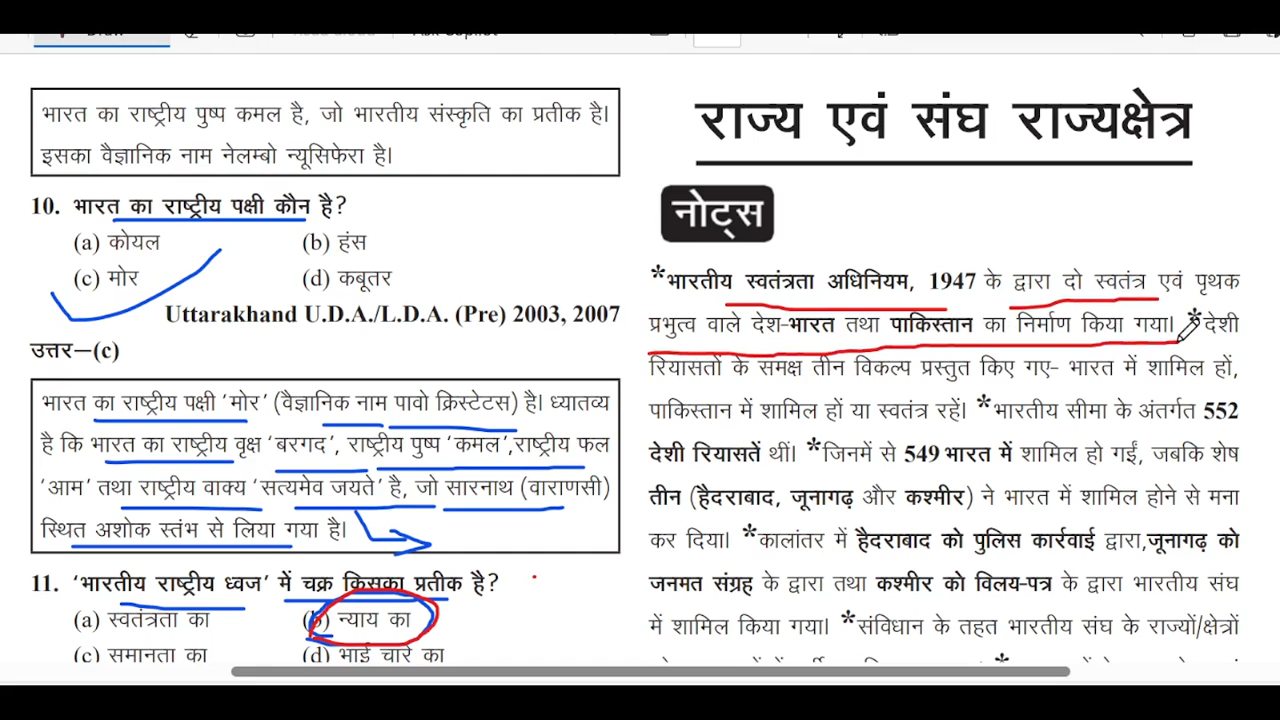 भारत का राष्ट्रीय पुष्प कमल है, जो भारतीय संस्कृति का प्रतीक है।
इसका वैज्ञानिक नाम नेलम्बो न्यूसिफेरा है।
10. भारत का राष्ट्रीय पक्षी कौन है?
(a) कोयल (b) हंस
(c) मोर (d) कबूतर
Uttarakhand U.D.A./L.D.A. (Pre) 2003, 2007
उत्तर—(c)
भारत का राष्ट्रीय पक्षी 'मोर' (वैज्ञानिक नाम पावो क्रिस्टेटस) है। ध्यातव्य
है कि भारत का राष्ट्रीय वृक्ष 'बरगद', राष्ट्रीय पुष्प 'कमल',राष्ट्रीय फल
'आम' तथा राष्ट्रीय वाक्य 'सत्यमेव जयते' है, जो सारनाथ (वाराणसी)
स्थित अशोक स्तंभ से लिया गया है।
11. 'भारतीय राष्ट्रीय ध्वज' में चक्र किसका प्रतीक है?
(a) स्वतंत्रता का (b) न्याय का
(c) समानता का (d) भाई चारे का
राज्य एवं संघ राज्यक्षेत्र
नोट्स
*भारतीय स्वतंत्रता अधिनियम, 1947 के द्वारा दो स्वतंत्र एवं पृथक
प्रभुत्व वाले देश-भारत तथा पाकिस्तान का निर्माण किया गया। *देशी
रियासतों के समक्ष तीन विकल्प प्रस्तुत किए गए- भारत में शामिल हों,
पाकिस्तान में शामिल हों या स्वतंत्र रहें। *भारतीय सीमा के अंतर्गत 552
देशी रियासतें थीं। *जिनमें से 549 भारत में शामिल हो गईं, जबकि शेष
तीन (हैदराबाद, जूनागढ़ और कश्मीर) ने भारत में शामिल होने से मना
कर दिया। *कालांतर में हैदराबाद को पुलिस कार्रवाई द्वारा,जूनागढ़ को
जनमत संग्रह के द्वारा तथा कश्मीर को विलय-पत्र के द्वारा भारतीय संघ
में शामिल किया गया। *संविधान के तहत भारतीय संघ के राज्यों/क्षेत्रों